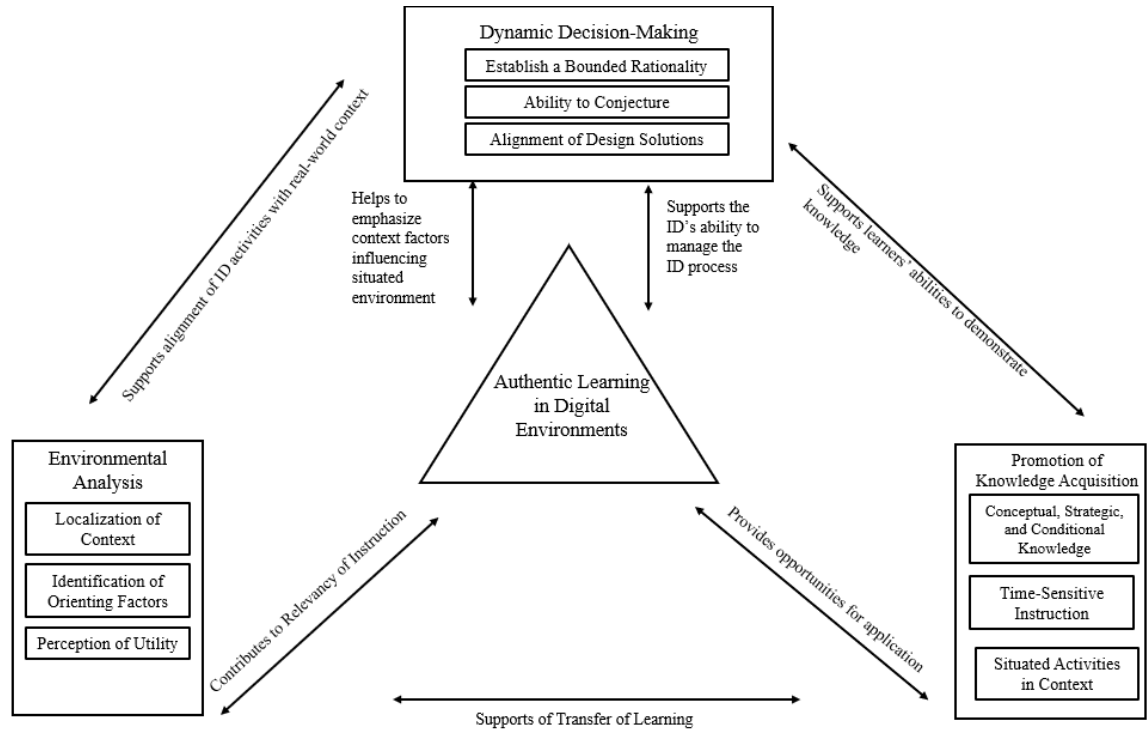 Dynamic Decision-Making
Establish a Bounded Rationality
Ability to Conjecture
Alignment of Design Solutions
Supports alignment of ID activities with real-world context
Helps to
emphasize
context factors
influencing
situated
environment
Supports the
ID’s ability to
manage the
ID process
Supports learners’ abilities to demonstrate
knowledge
Authentic Learning
in Digital
Environments
Environmental
Analysis
Localization of
Context
Identification of
Orienting Factors
Perception of Utility
Promotion of
Knowledge Acquisition
Conceptual, Strategic,
and Conditional
Knowledge
Time-Sensitive
Instruction
Situated Activities
in Context
Contributes to Relevancy of Instruction
Provides opportunities for application
Supports of Transfer of Learning